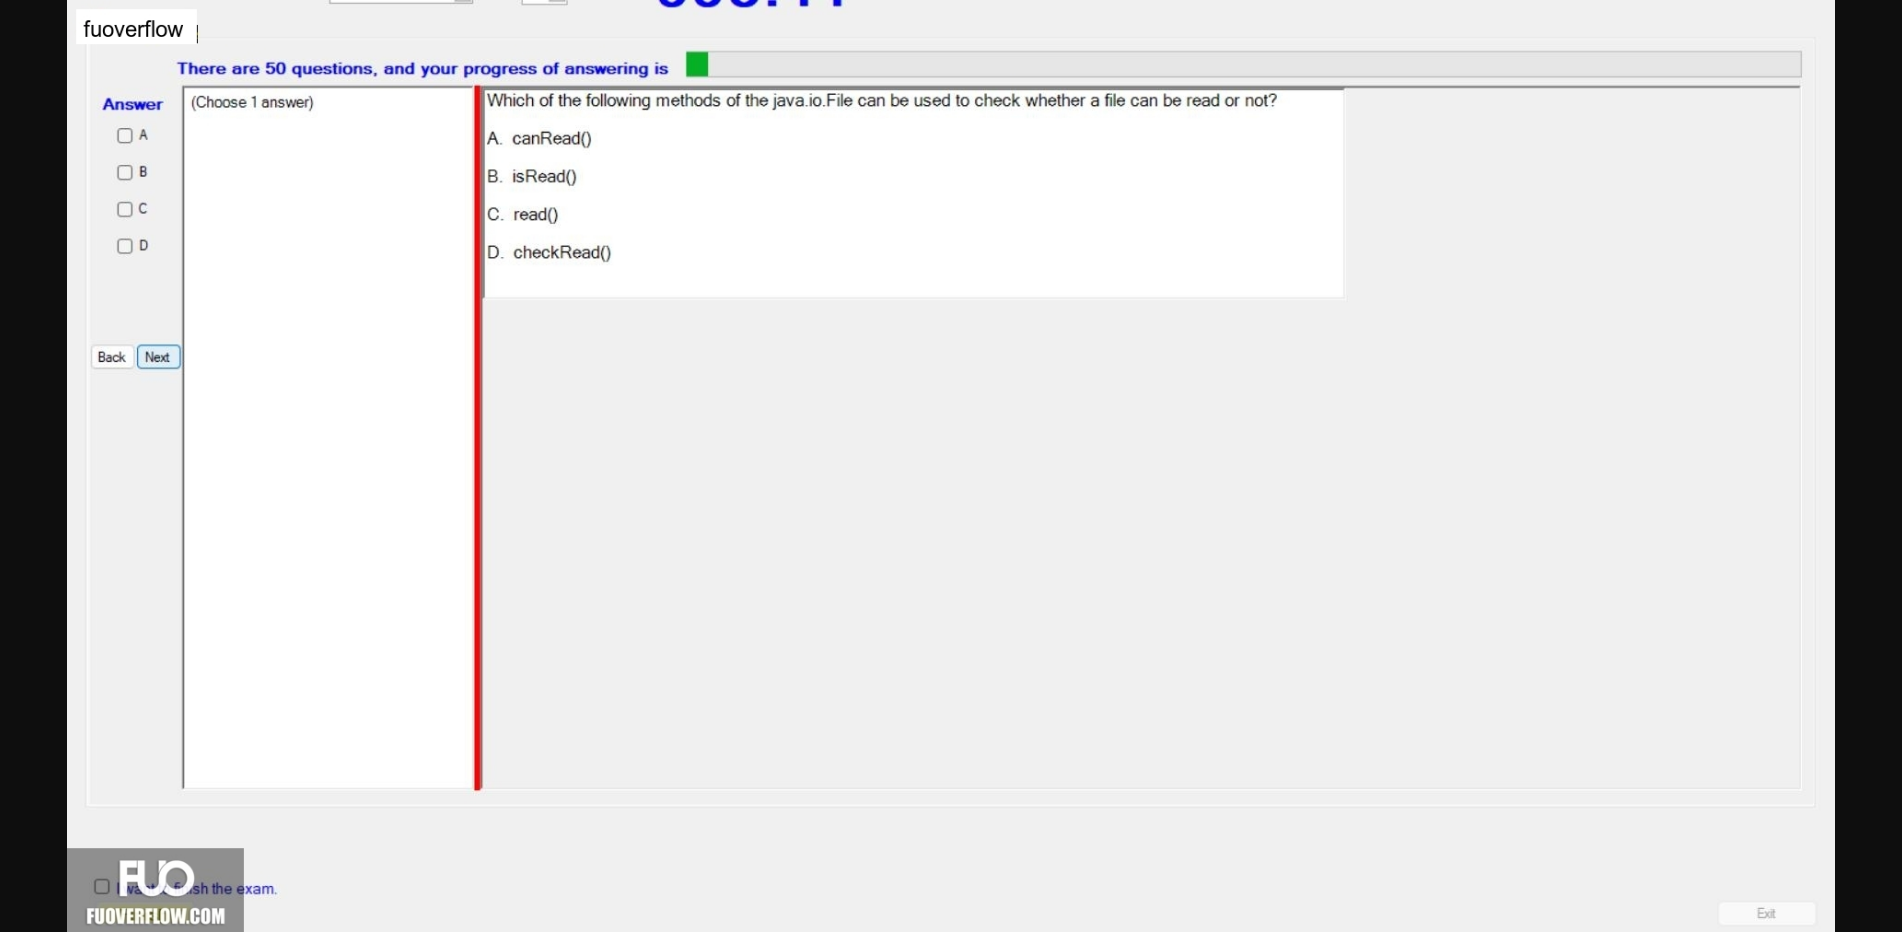 fuoverflow
There are 50 questions, and your progress of answering is
Answer
(Choose 1 answer)
Which of the following methods of the java.io.File can be used to check whether a file can be read or not?
A
A. canRead()
B
B. isRead()
C
C. read()
D
D. checkRead()
Back
Next
FUO
I want finish the exam.
FUOVERFLOW.COM
Exit